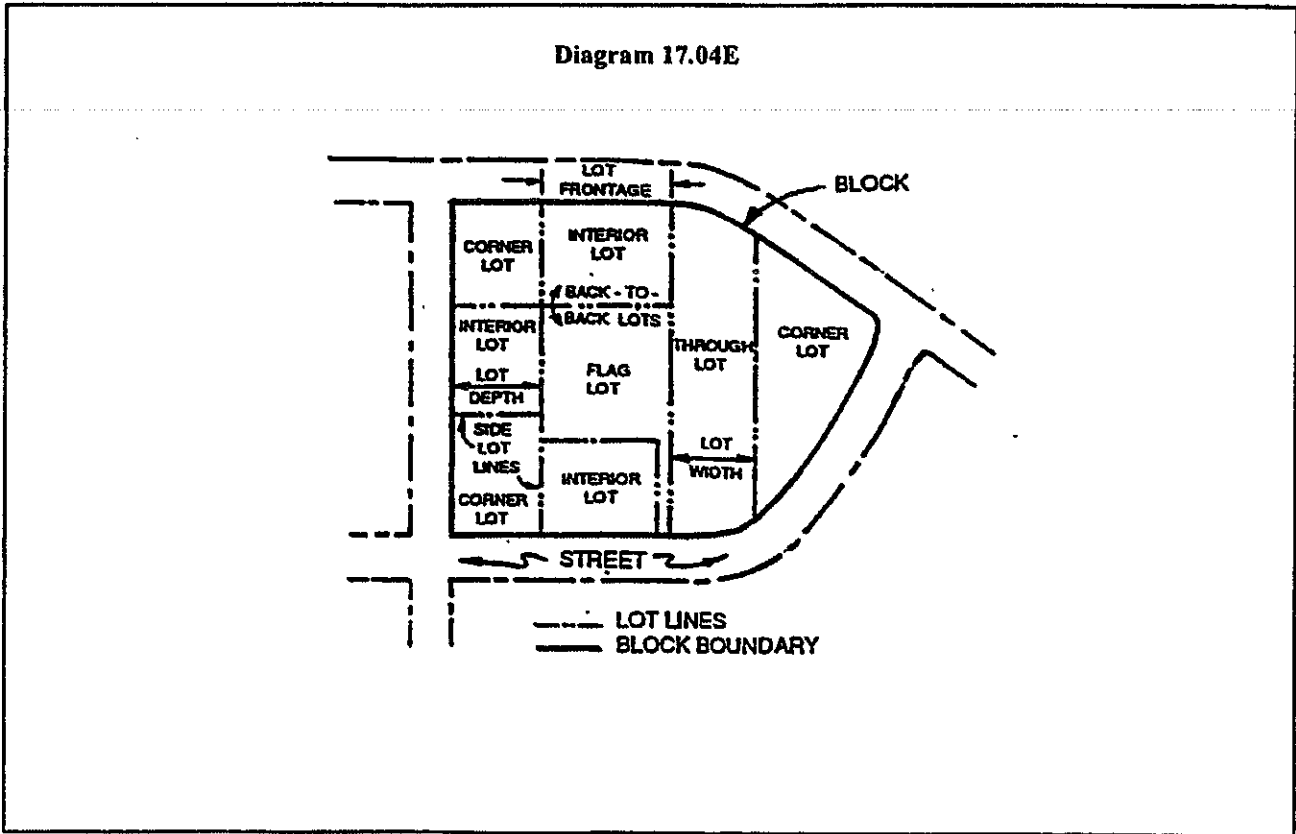 Diagram 17.04E
LOT
FRONTAGE
BLOCK
CORNER
LOT
INTERIOR
LOT
BACK - TO -
BACK LOTS
INTERIOR
LOT
LOT
DEPTH
FLAG
LOT
THROUGH
LOT
CORNER
LOT
SIDE
LOT
LINES
CORNER
LOT
INTERIOR
LOT
LOT
WIDTH
STREET
LOT LINES
BLOCK BOUNDARY